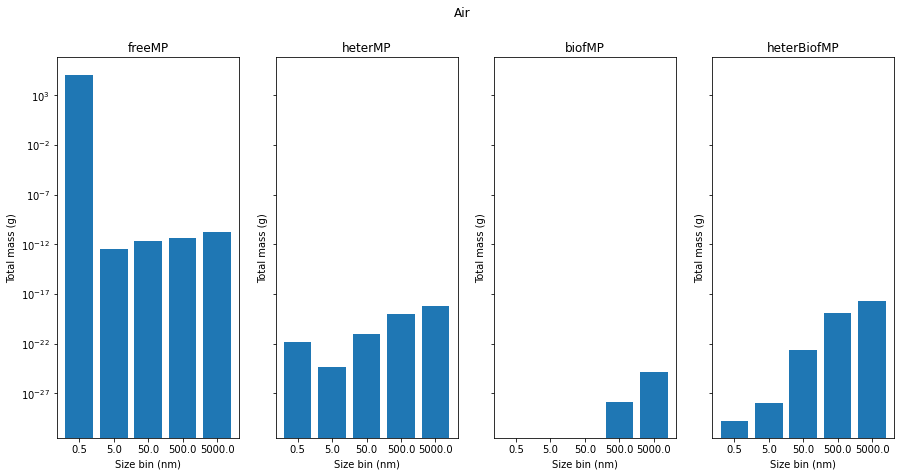 Air
freeMP
heterMP
biofMP
heterBiofMP
Total mass (g)
10^3
10^-2
10^-7
10^-12
10^-17
10^-22
10^-27
0.5 5.0 50.0 500.0 5000.0
Size bin (nm)
Total mass (g)
0.5 5.0 50.0 500.0 5000.0
Size bin (nm)
Total mass (g)
0.5 5.0 50.0 500.0 5000.0
Size bin (nm)
Total mass (g)
0.5 5.0 50.0 500.0 5000.0
Size bin (nm)